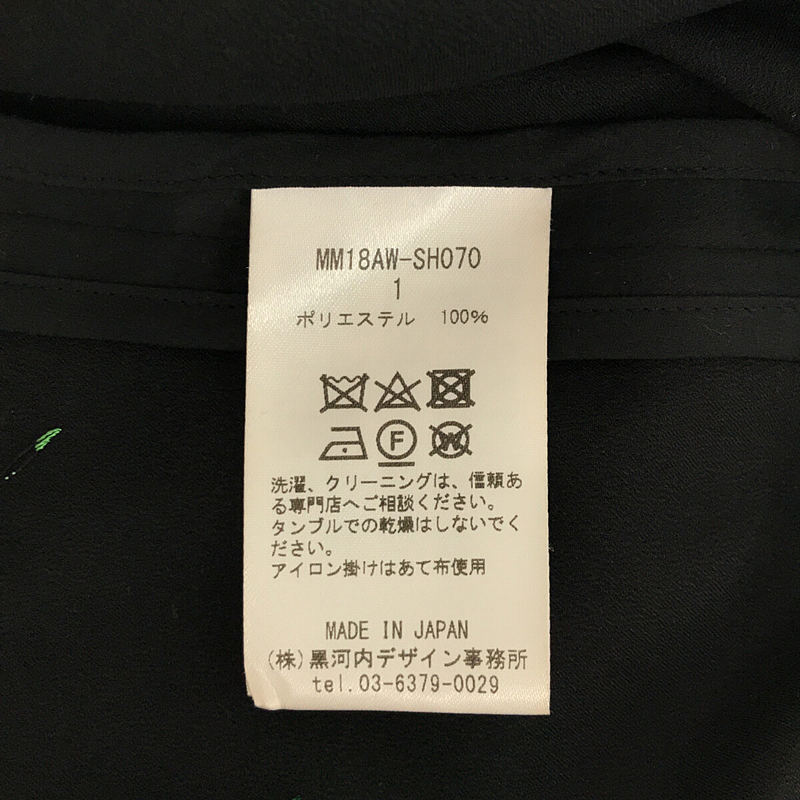 MM18AW-SH070
1
ポリエステル 100%
F W
洗濯、クリーニングは、信頼あ
る専門店へご相談ください。
タンブルでの乾燥はしないでく
ださい。
アイロン掛けはあて布使用
MADE IN JAPAN
(株)黒河内デザイン事務所
tel.03-6379-0029